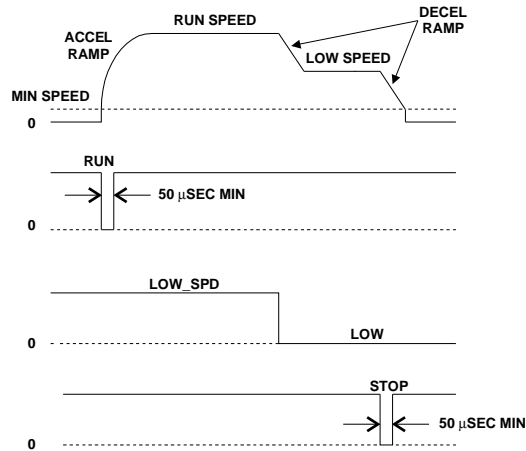 RUN SPEED
DECEL
RAMP
ACCEL
RAMP
LOW SPEED
MIN SPEED
0
RUN
50 μSEC MIN
0
LOW_SPD
0
LOW
STOP
50 μSEC MIN
0